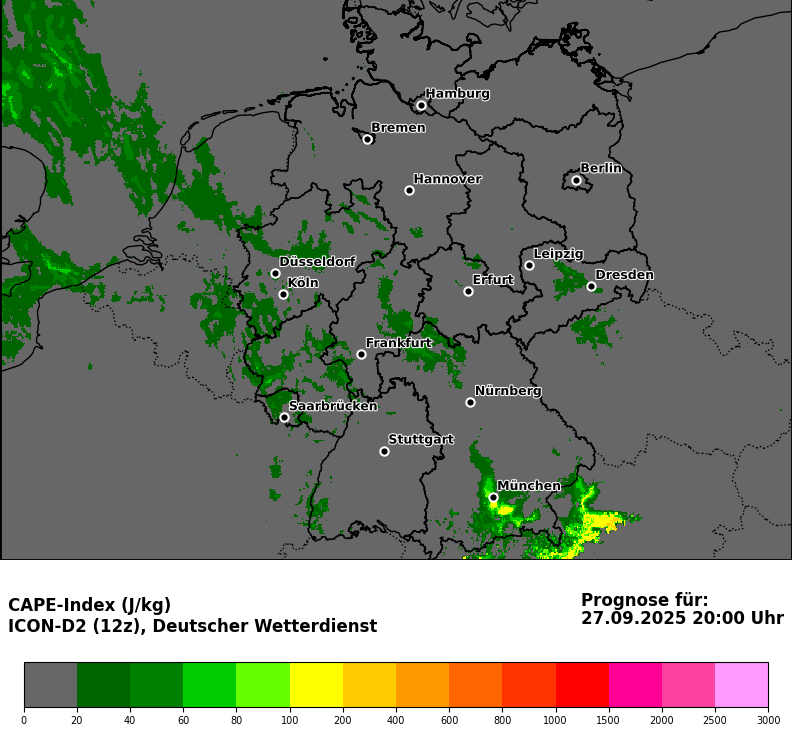 Hamburg
Bremen
Berlin
Hannover
Leipzig
Düsseldorf
Dresden
Erfurt
Köln
Frankfurt
Nürnberg
Saarbrücken
Stuttgart
München
CAPE-Index (J/kg)
ICON-D2 (12z), Deutscher Wetterdienst
Prognose für:
27.09.2025 20:00 Uhr
0 20 40 60 80 100 200 400 600 800 1000 1500 2000 2500 3000